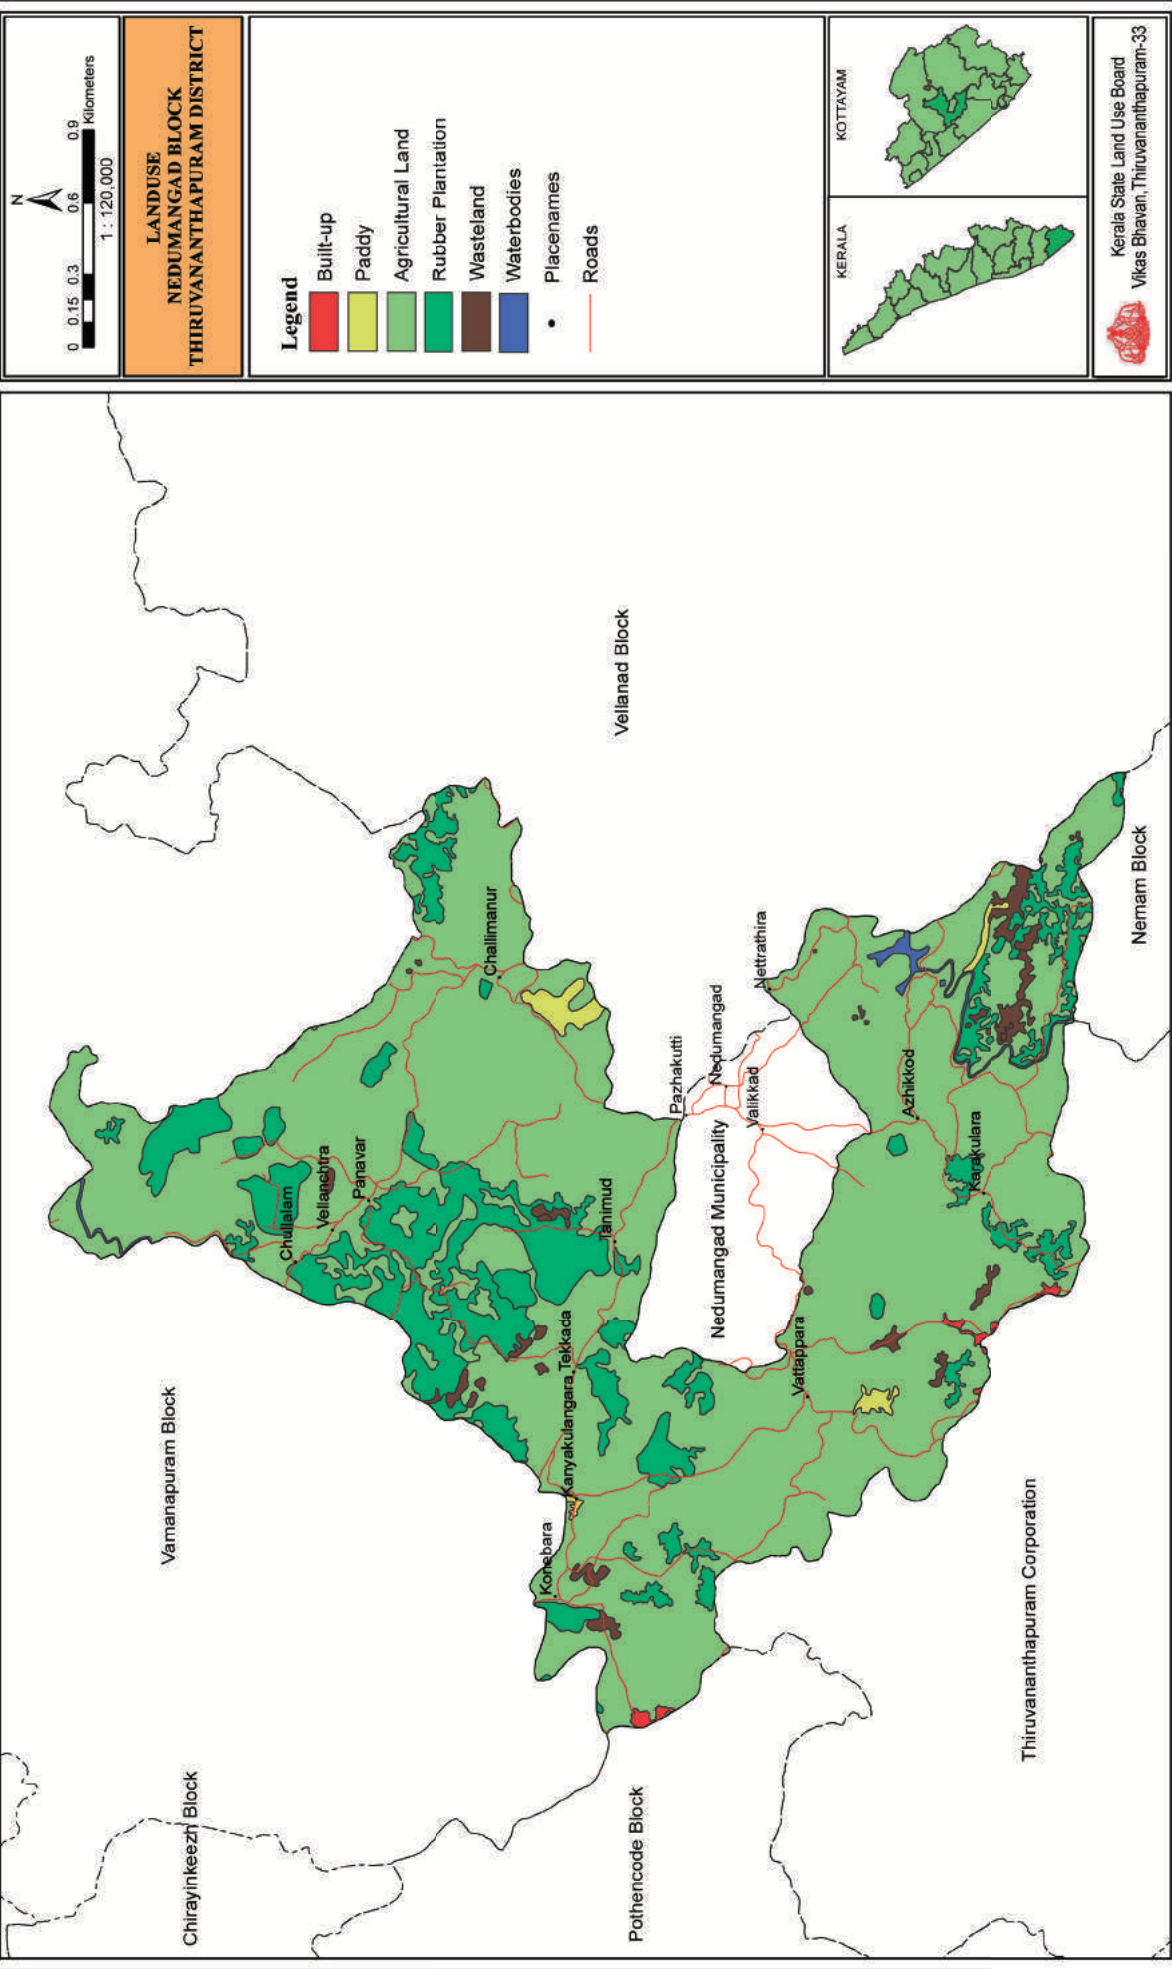 N
0 0.15 0.3 0.6 0.9
Kilometers
1 : 120,000
LANDUSE
NEDUMANGAD BLOCK
THIRUVANANTHAPURAM DISTRICT
Legend
Built-up
Paddy
Agricultural Land
Rubber Plantation
Wasteland
Waterbodies
Placenames
Roads
KERALA
KOTTAYAM
Kerala State Land Use Board
Vikas Bhavan,Thiruvananthapuram-33
Chirayinkeezh Block
Vamanapuram Block
Vellanad Block
Pothencode Block
Thiruvananthapuram Corporation
Nemam Block
Nedumangad Municipality
Chullalam
Vellanchtra
Panavar
Challimanur
Konebara
Kanyakulangara
Tekkada
Tanimud
Pazhakutti
Nedumangad
Valikkad
Nettrathira
Vattappara
Azhikkod
Karakulara